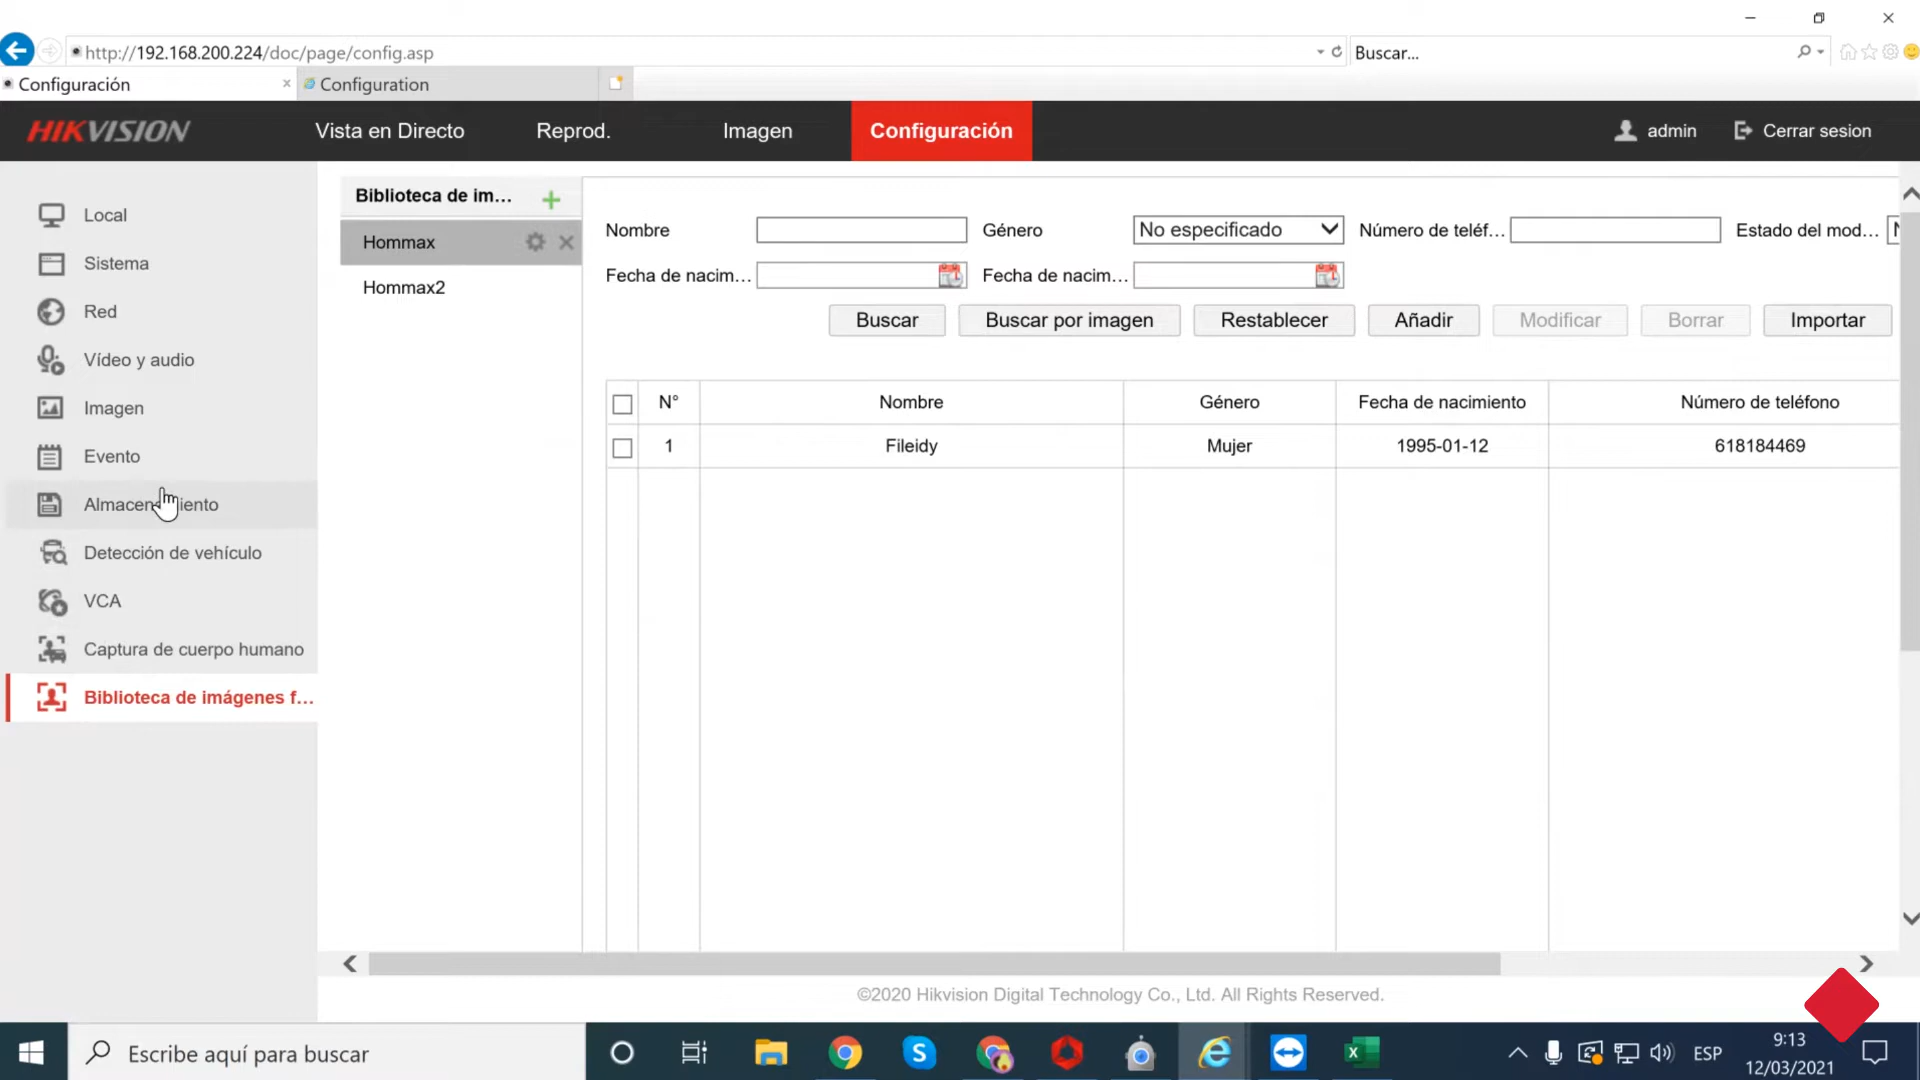 http://192.168.200.224/doc/page/config.asp
Buscar...
Configuración
Configuration
HIKVISION
Vista en Directo
Reprod.
Imagen
Configuración
admin
Cerrar sesion
Local
Sistema
Red
Vídeo y audio
Imagen
Evento
Almacenamiento
Detección de vehículo
VCA
Captura de cuerpo humano
Biblioteca de imágenes f...
Biblioteca de im...
Hommax
Hommax2
Nombre
Género
No especificado
Número de teléf...
Estado del mod...
Fecha de nacim...
Fecha de nacim...
Buscar
Buscar por imagen
Restablecer
Añadir
Modificar
Borrar
Importar
N° Nombre Género Fecha de nacimiento Número de teléfono
1 Fileidy Mujer 1995-01-12 618184469
©2020 Hikvision Digital Technology Co., Ltd. All Rights Reserved.
Escribe aquí para buscar
ESP
9:13
12/03/2021